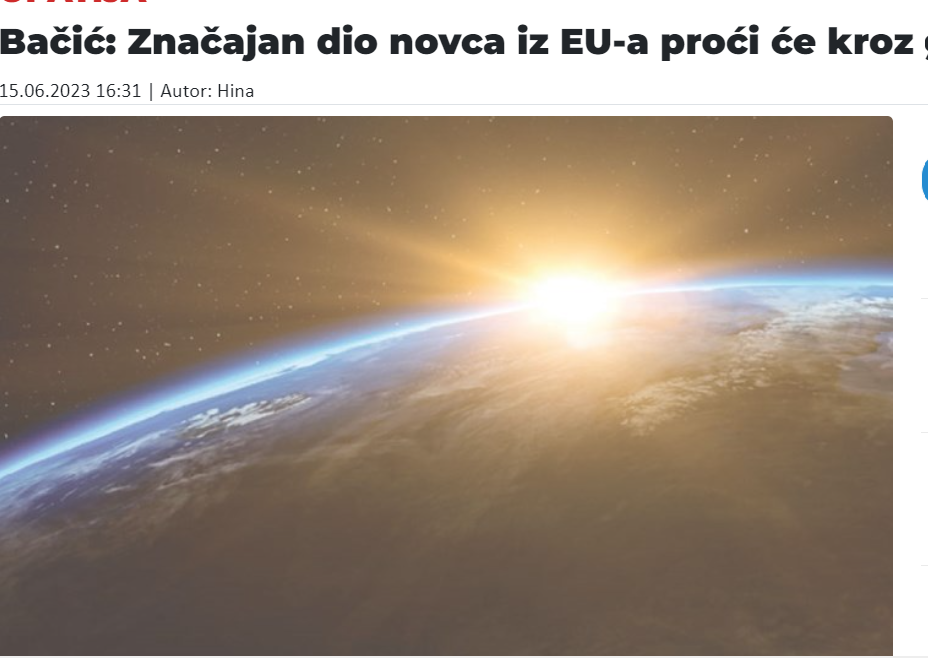 Bačić: Značajan dio novca iz EU-a proći će kroz
15.06.2023 16:31 | Autor: Hina